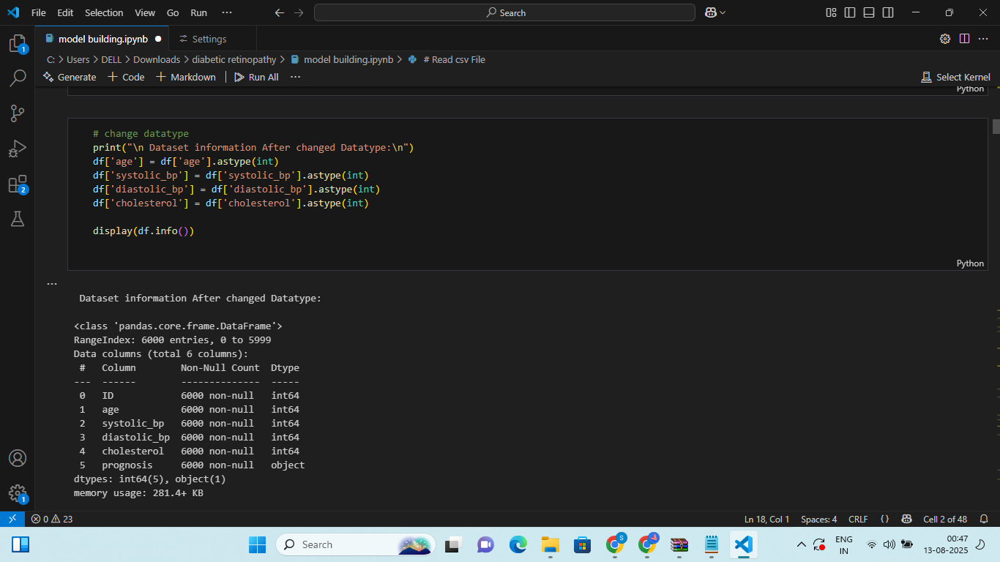 File Edit Selection View Go Run ··· Search
model building.ipynb Settings
C: > Users > DELL > Downloads > diabetic retinopathy > model building.ipynb > # Read csv File
Generate + Code + Markdown Run All ··· Select Kernel
Python
# change datatype
print("\n Dataset information After changed Datatype:\n")
df['age'] = df['age'].astype(int)
df['systolic_bp'] = df['systolic_bp'].astype(int)
df['diastolic_bp'] = df['diastolic_bp'].astype(int)
df['cholesterol'] = df['cholesterol'].astype(int)
display(df.info())
Python
...
Dataset information After changed Datatype:
<class 'pandas.core.frame.DataFrame'>
RangeIndex: 6000 entries, 0 to 5999
Data columns (total 6 columns):
# Column Non-Null Count Dtype
--- ------ -------------- -----
0 ID 6000 non-null int64
1 age 6000 non-null int64
2 systolic_bp 6000 non-null int64
3 diastolic_bp 6000 non-null int64
4 cholesterol 6000 non-null int64
5 prognosis 6000 non-null object
dtypes: int64(5), object(1)
memory usage: 281.4+ KB
1
2
1
0 23 Ln 18, Col 1 Spaces: 4 CRLF {} Cell 2 of 48
Search S ENG 00:47
IN 13-08-2025